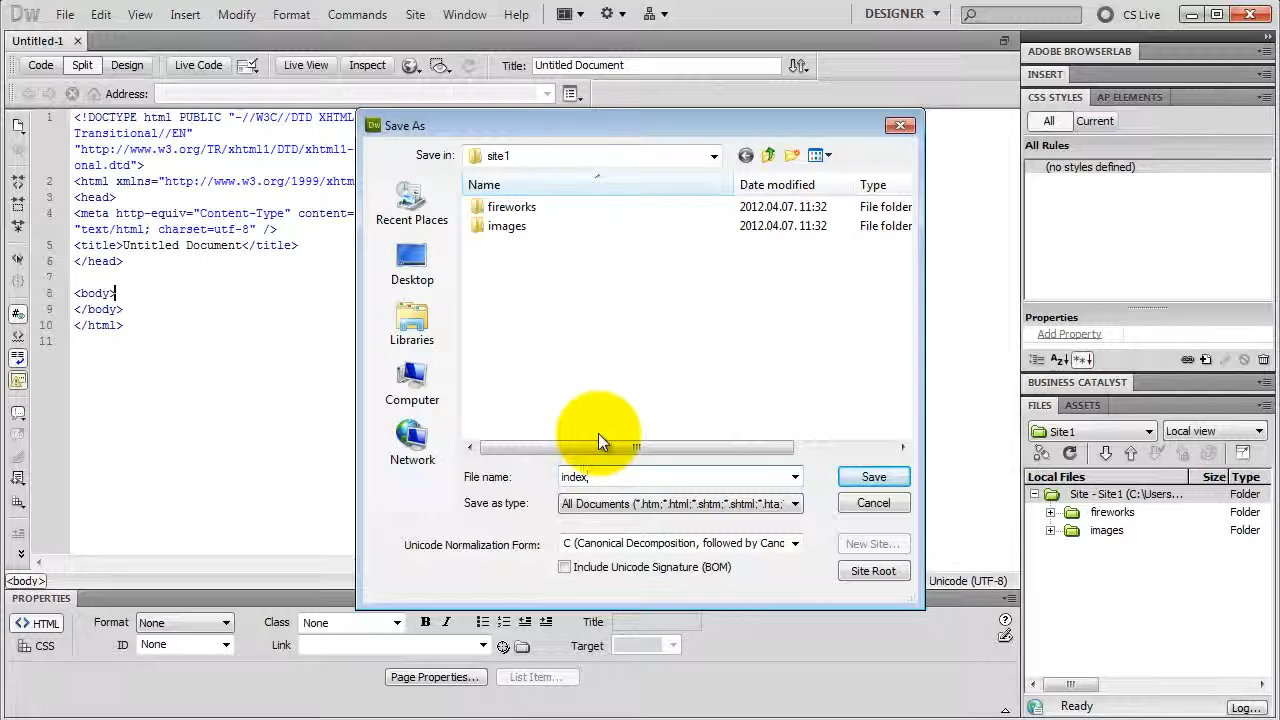 Dw File Edit View Insert Modify Format Commands Site Window Help DESIGNER CS Live
Untitled-1
Code Split Design Live Code Live View Inspect Title: Untitled Document
Address:
1 <!DOCTYPE html PUBLIC "-//W3C//DTD XHTML
Transitional//EN"
"http://www.w3.org/TR/xhtml1/DTD/xhtml1-
onal.dtd">
2 <html xmlns="http://www.w3.org/1999/xhtm
3 <head>
4 <meta http-equiv="Content-Type" content=
"text/html; charset=utf-8" />
5 <title>Untitled Document</title>
6 </head>
7
8 <body>
9 </body>
10 </html>
11
<body>
Unicode (UTF-8)
Dw Save As
Save in: site1
Name Date modified Type
fireworks 2012.04.07. 11:32 File folder
images 2012.04.07. 11:32 File folder
Recent Places
Desktop
Libraries
Computer
Network
File name: index, Save
Save as type: All Documents (*.htm;*.html;*.shtm;*.shtml;*.hta; Cancel
Unicode Normalization Form: C (Canonical Decomposition, followed by Canc New Site...
Include Unicode Signature (BOM) Site Root
PROPERTIES
<> HTML Format None Class None B I Title
CSS ID None Link Target
Page Properties... List Item...
ADOBE BROWSERLAB
INSERT
CSS STYLES AP ELEMENTS
All Current
All Rules
(no styles defined)
Properties
Add Property
BUSINESS CATALYST
FILES ASSETS
Site1 Local view
Local Files Size Type
Site - Site1 (C:\Users... Folder
fireworks Folder
images Folder
Ready Log...